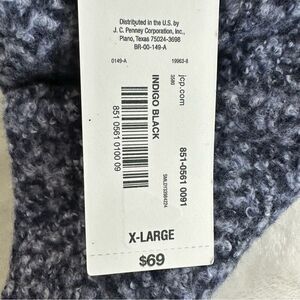 Distributed in the U.S. by
J. C. Penney Corporation, Inc.,
Plano, Texas 75024-3698
BR-00-149-A
0149-A
19963-8
jcp.com
3580
INDIGO BLACK
851 0561 0100 09
851-0561 0091
X-LARGE
$69